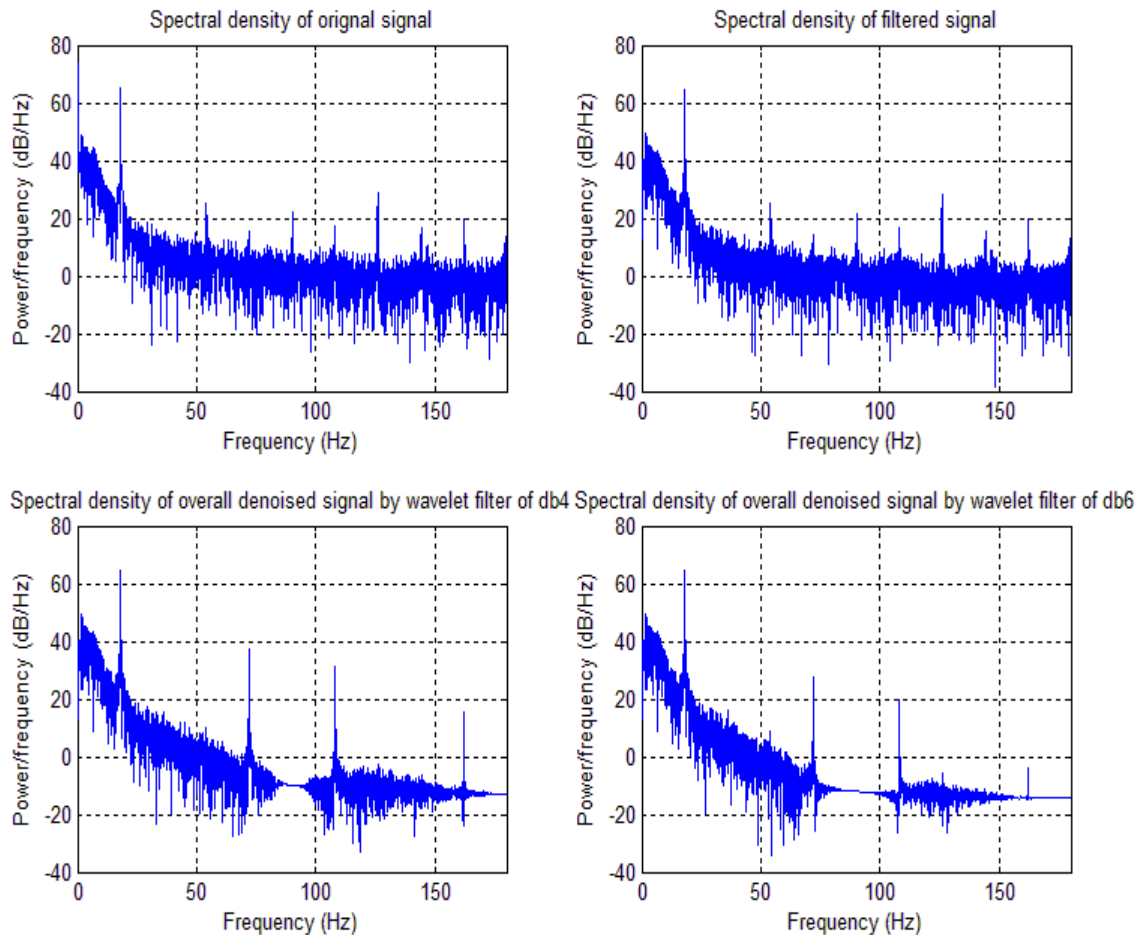 Spectral density of orignal signal
80
60
40
20
0
-20
-40
0 50 100 150
Power/frequency (dB/Hz)
Frequency (Hz)
Spectral density of filtered signal
80
60
40
20
0
-20
-40
0 50 100 150
Power/frequency (dB/Hz)
Frequency (Hz)
Spectral density of overall denoised signal by wavelet filter of db4
80
60
40
20
0
-20
-40
0 50 100 150
Power/frequency (dB/Hz)
Frequency (Hz)
Spectral density of overall denoised signal by wavelet filter of db6
80
60
40
20
0
-20
-40
0 50 100 150
Power/frequency (dB/Hz)
Frequency (Hz)